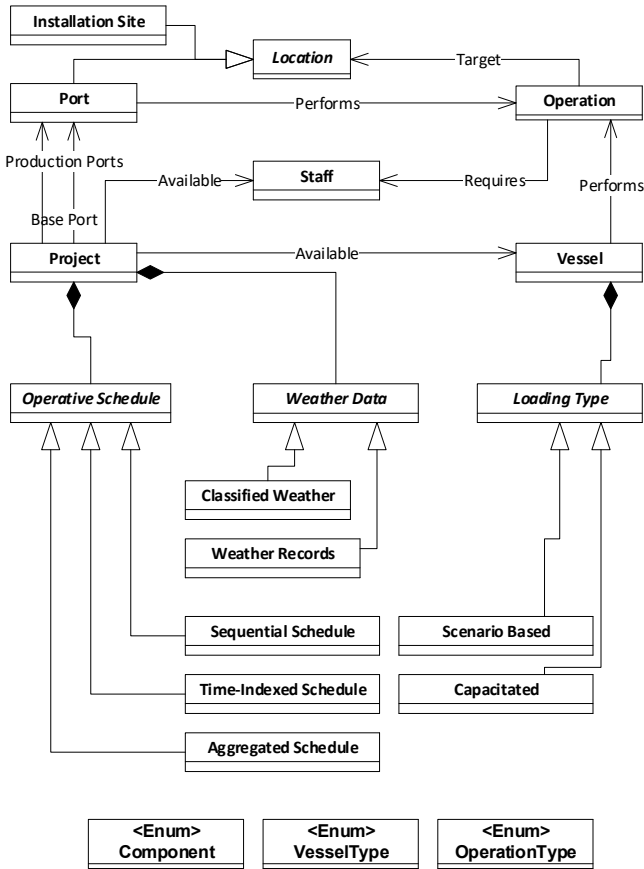 Installation Site
Location
Target
Port
Performs
Operation
Production Ports
Available
Staff
Requires
Performs
Base Port
Project
Available
Vessel
Operative Schedule
Weather Data
Loading Type
Classified Weather
Weather Records
Sequential Schedule
Scenario Based
Time-Indexed Schedule
Capacitated
Aggregated Schedule
<Enum>
Component
<Enum>
VesselType
<Enum>
OperationType